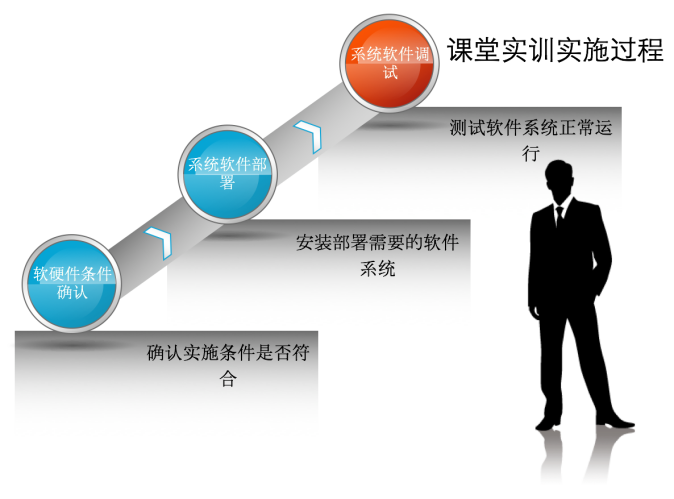 课堂实训实施过程
系统软件调
试
测试软件系统正常运
行
系统软件部
署
安装部署需要的软件
系统
软硬件条件
确认
确认实施条件是否符
合